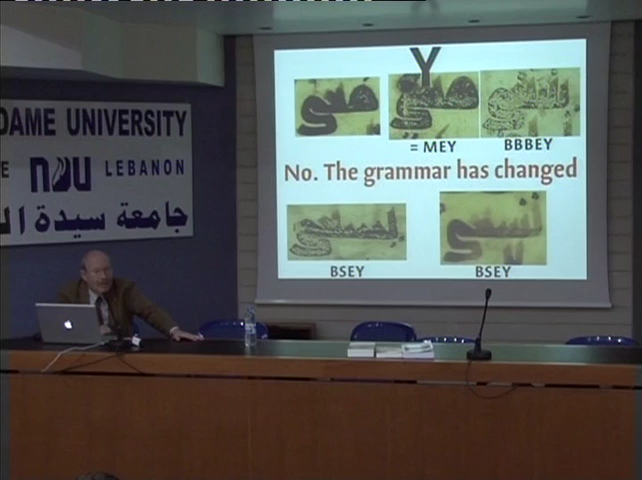 DAME UNIVERSITY
E NDU LEBANON
جامعة سيدة ال
Y
= MEY BBBEY
No. The grammar has changed
BSEY BSEY